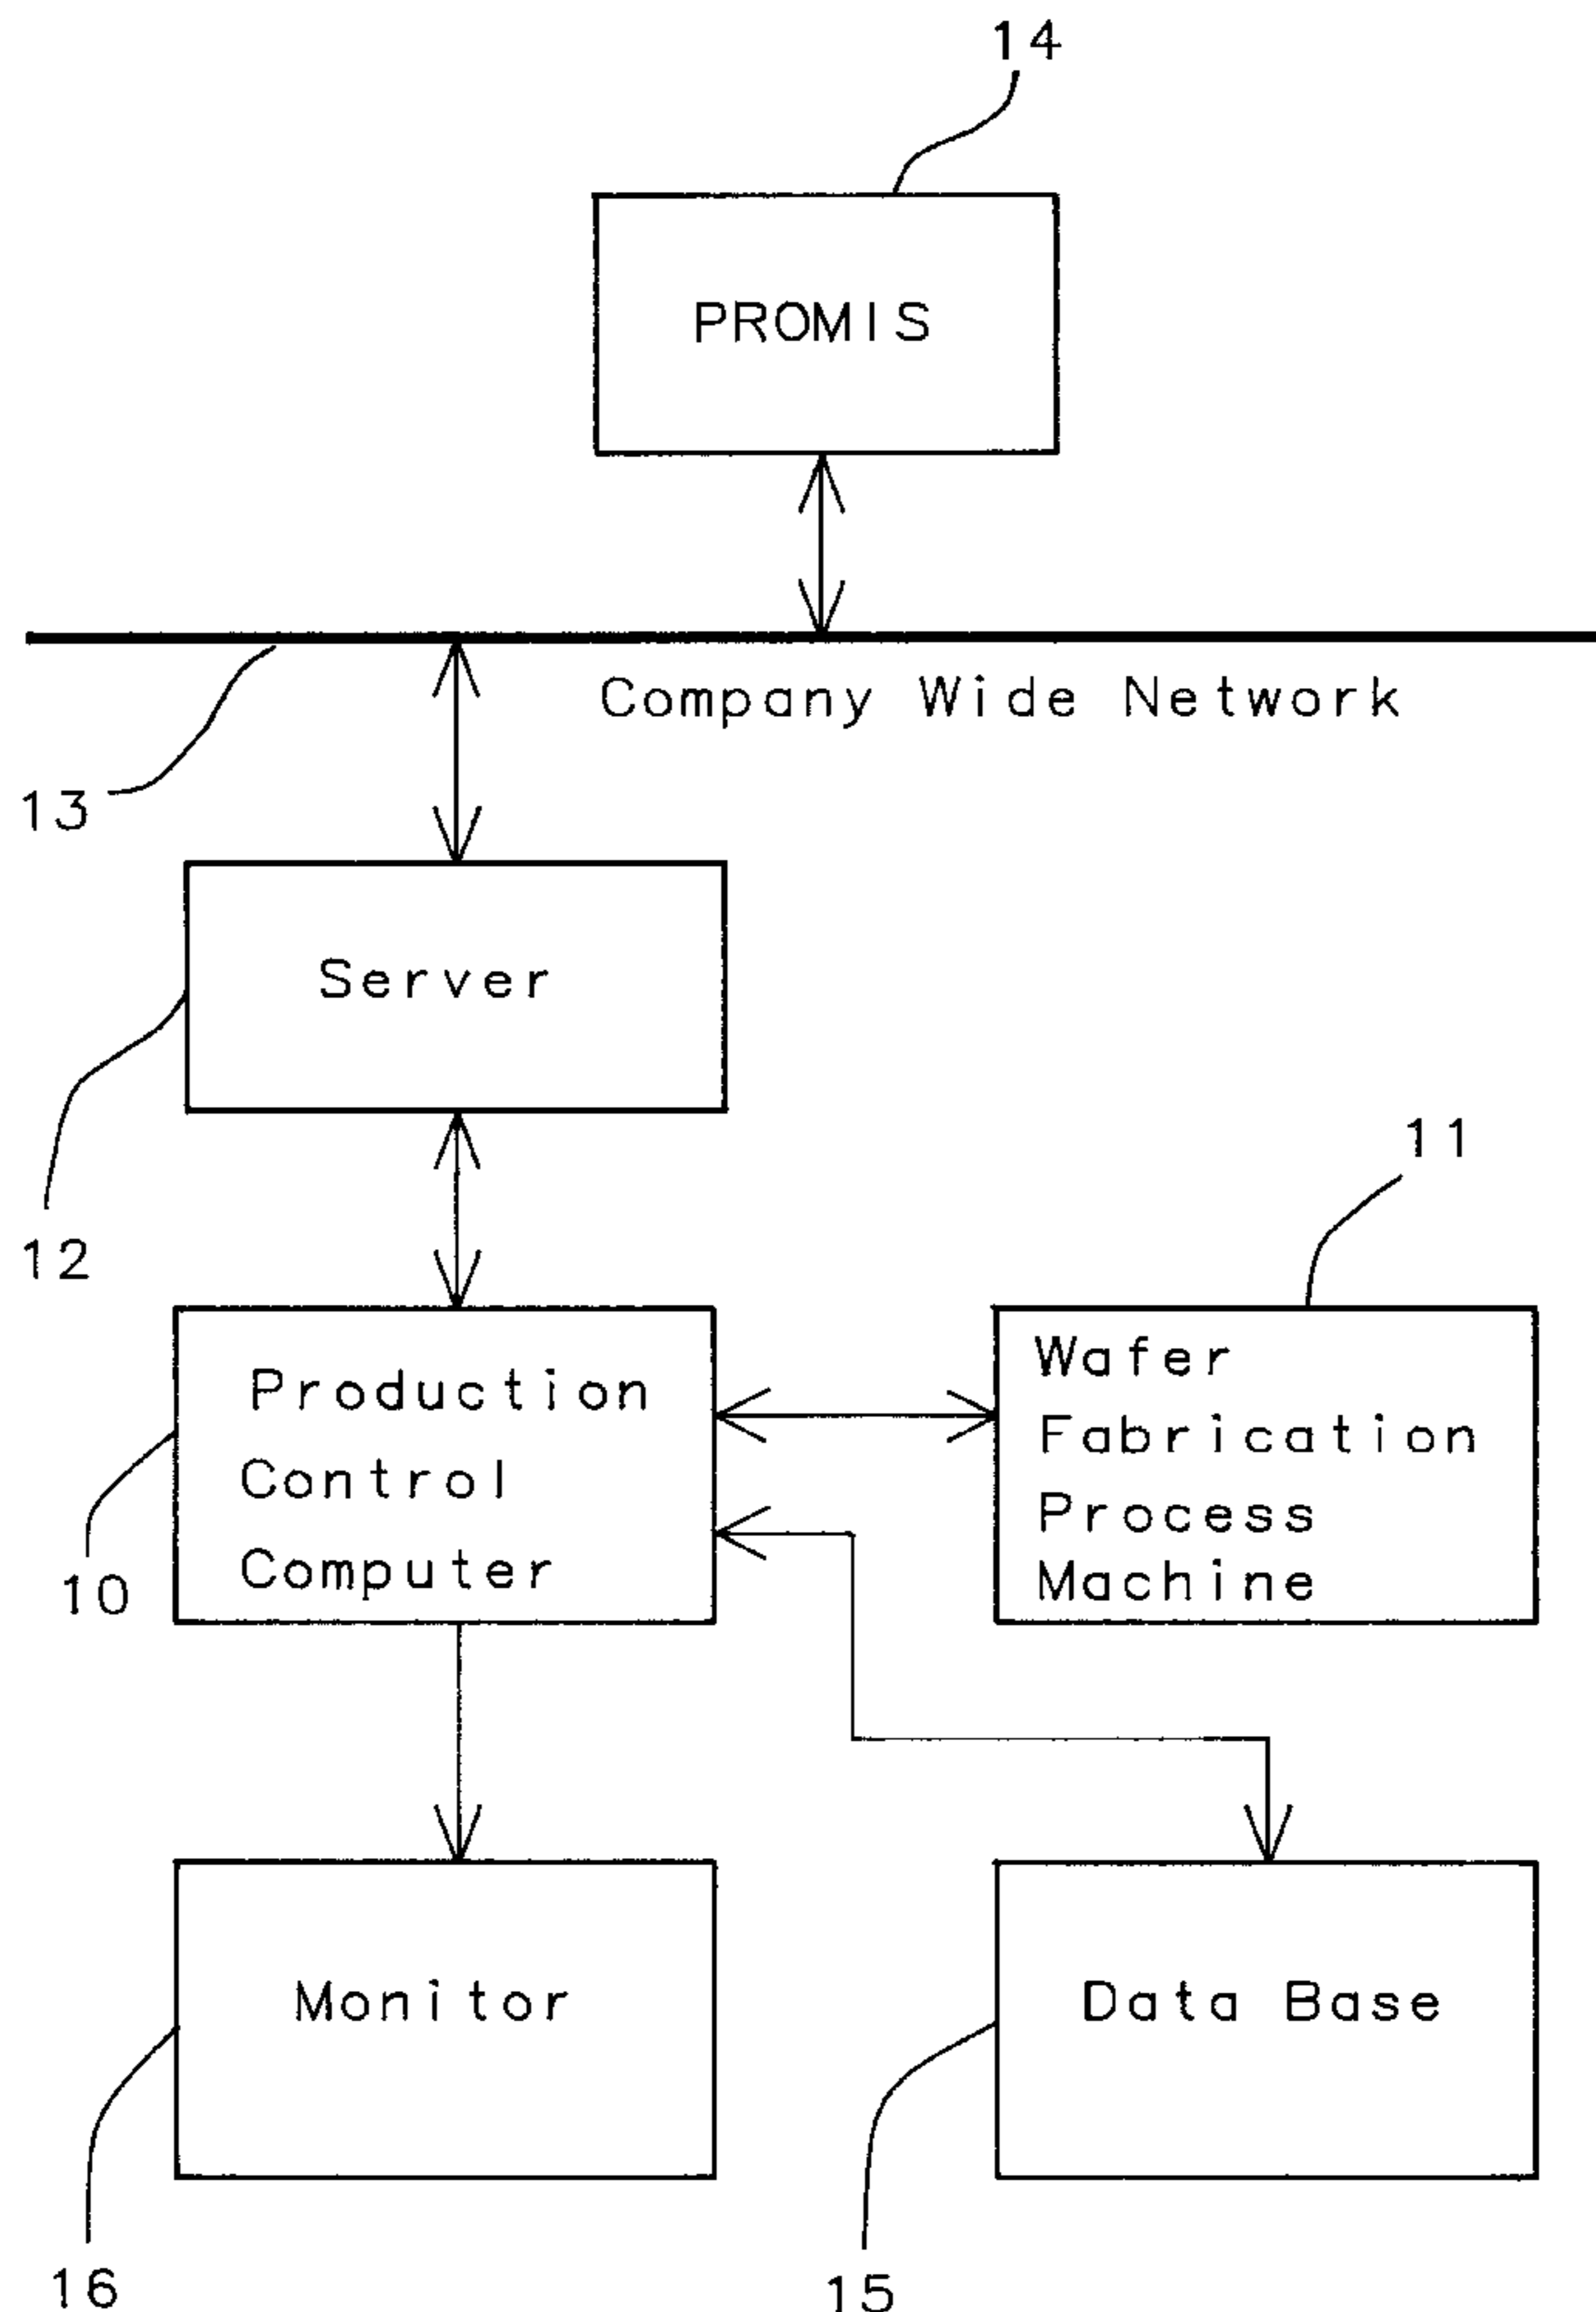 14
PROMIS
Company Wide Network
13
Server
12
11
Production
Control
Computer
10
Wafer
Fabrication
Process
Machine
Monitor
Data Base
16
15